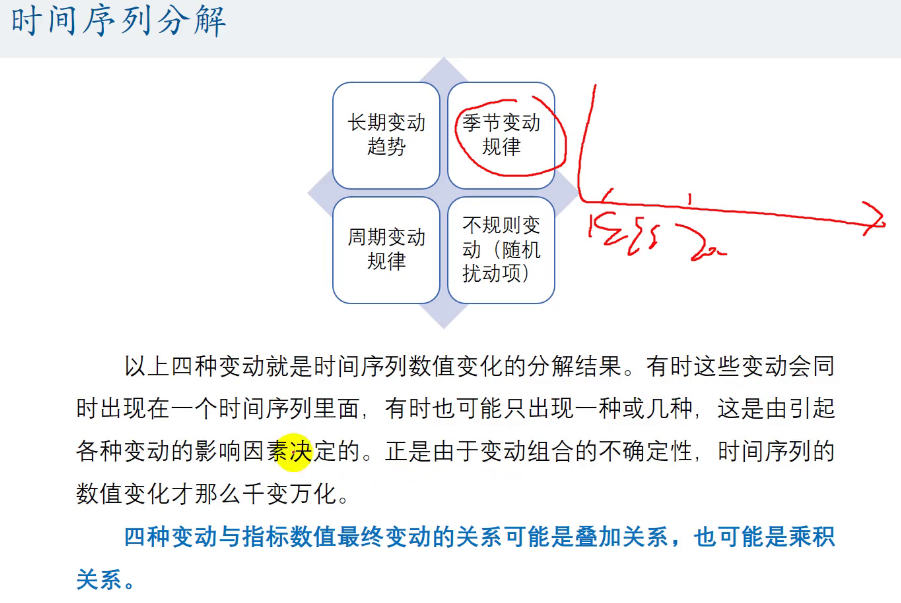 时间序列分解
长期变动
趋势
季节变动
规律
周期变动
规律
不规则变
动（随机
扰动项）
以上四种变动就是时间序列数值变化的分解结果。有时这些变动会同
时出现在一个时间序列里面，有时也可能只出现一种或几种，这是由引起
各种变动的影响因素决定的。正是由于变动组合的不确定性，时间序列的
数值变化才那么千变万化。
四种变动与指标数值最终变动的关系可能是叠加关系，也可能是乘积
关系。